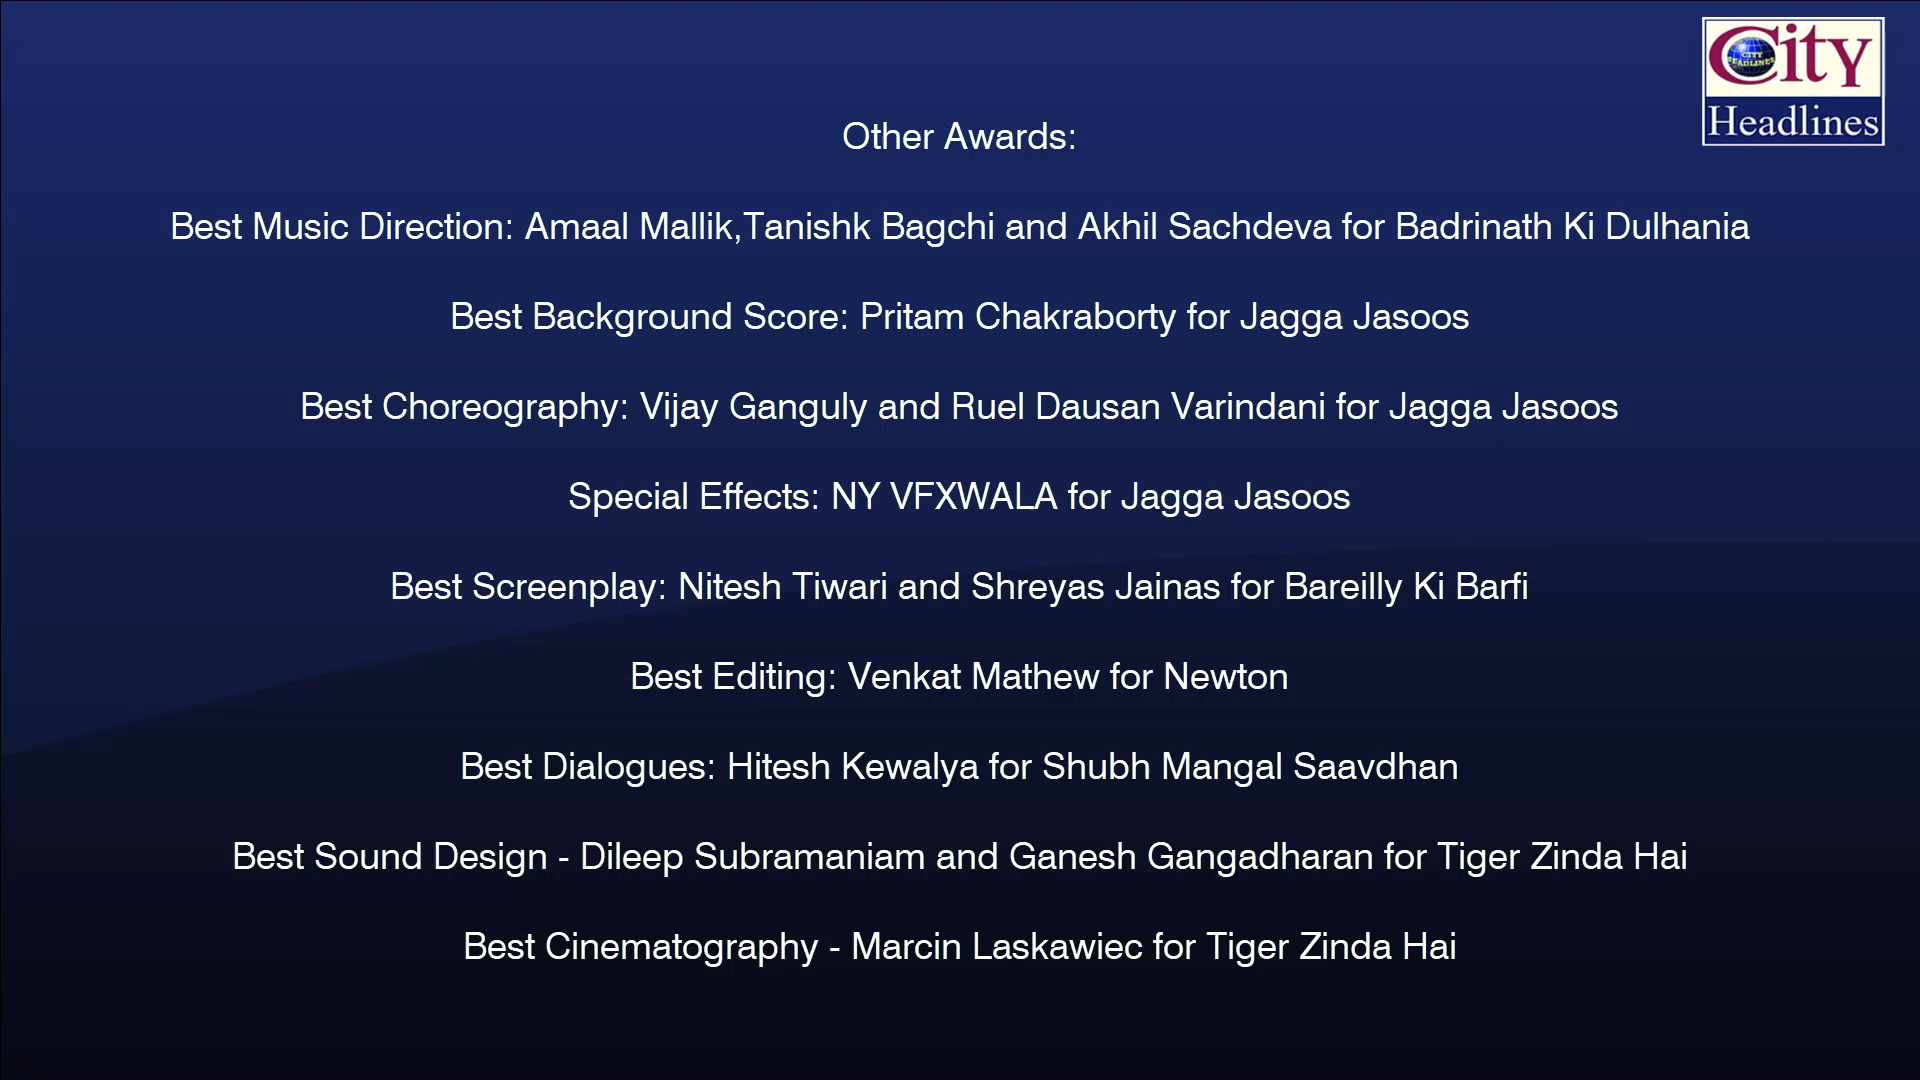 City
CITY
HEADLINES
Headlines
Other Awards:
Best Music Direction: Amaal Mallik,Tanishk Bagchi and Akhil Sachdeva for Badrinath Ki Dulhania
Best Background Score: Pritam Chakraborty for Jagga Jasoos
Best Choreography: Vijay Ganguly and Ruel Dausan Varindani for Jagga Jasoos
Special Effects: NY VFXWALA for Jagga Jasoos
Best Screenplay: Nitesh Tiwari and Shreyas Jainas for Bareilly Ki Barfi
Best Editing: Venkat Mathew for Newton
Best Dialogues: Hitesh Kewalya for Shubh Mangal Saavdhan
Best Sound Design - Dileep Subramaniam and Ganesh Gangadharan for Tiger Zinda Hai
Best Cinematography - Marcin Laskawiec for Tiger Zinda Hai